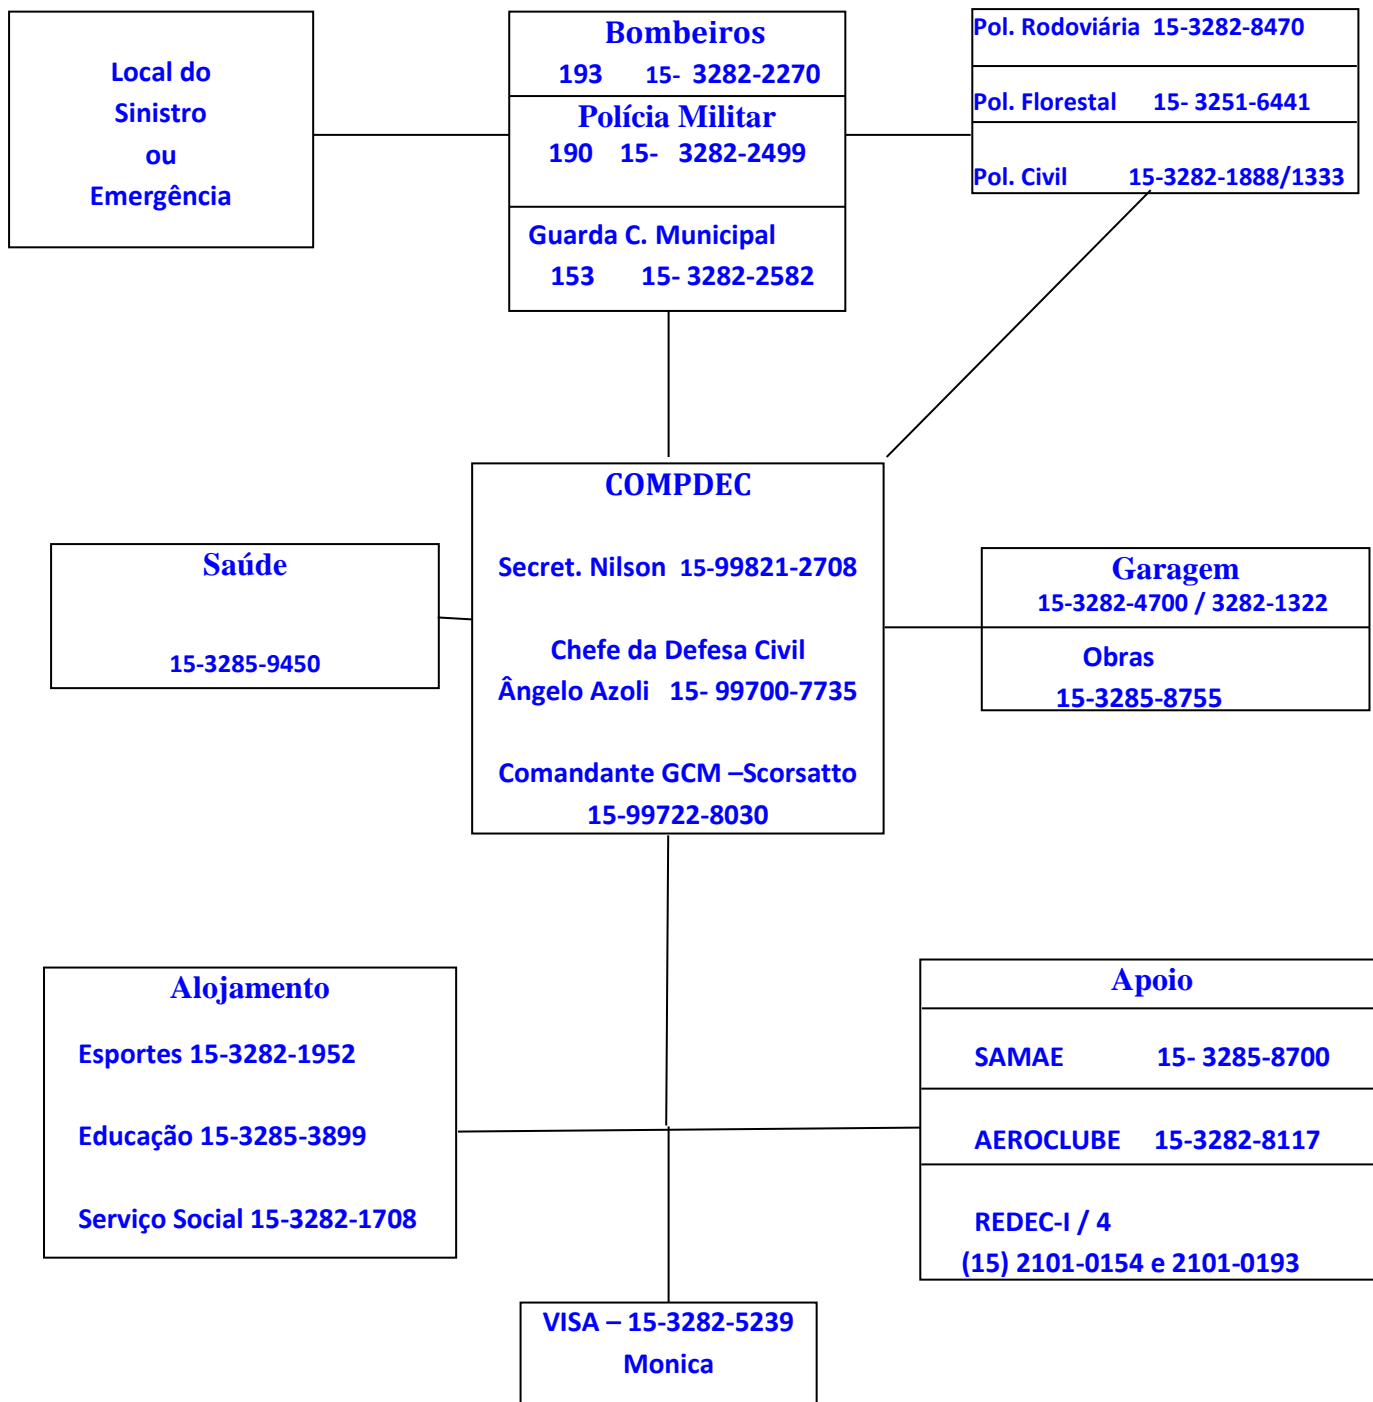 Local do
Sinistro
ou
Emergência
Bombeiros
193 15- 3282-2270
Polícia Militar
190 15- 3282-2499
Guarda C. Municipal
153 15- 3282-2582
Pol. Rodoviária 15-3282-8470
Pol. Florestal 15- 3251-6441
Pol. Civil 15-3282-1888/1333
COMPDEC
Secret. Nilson 15-99821-2708
Chefe da Defesa Civil
Ângelo Azoli 15- 99700-7735
Comandante GCM –Scorsatto
15-99722-8030
Saúde
15-3285-9450
Garagem
15-3282-4700 / 3282-1322
Obras
15-3285-8755
Alojamento
Esportes 15-3282-1952
Educação 15-3285-3899
Serviço Social 15-3282-1708
Apoio
SAMAE 15- 3285-8700
AEROCLUBE 15-3282-8117
REDEC-I / 4
(15) 2101-0154 e 2101-0193
VISA – 15-3282-5239
Monica